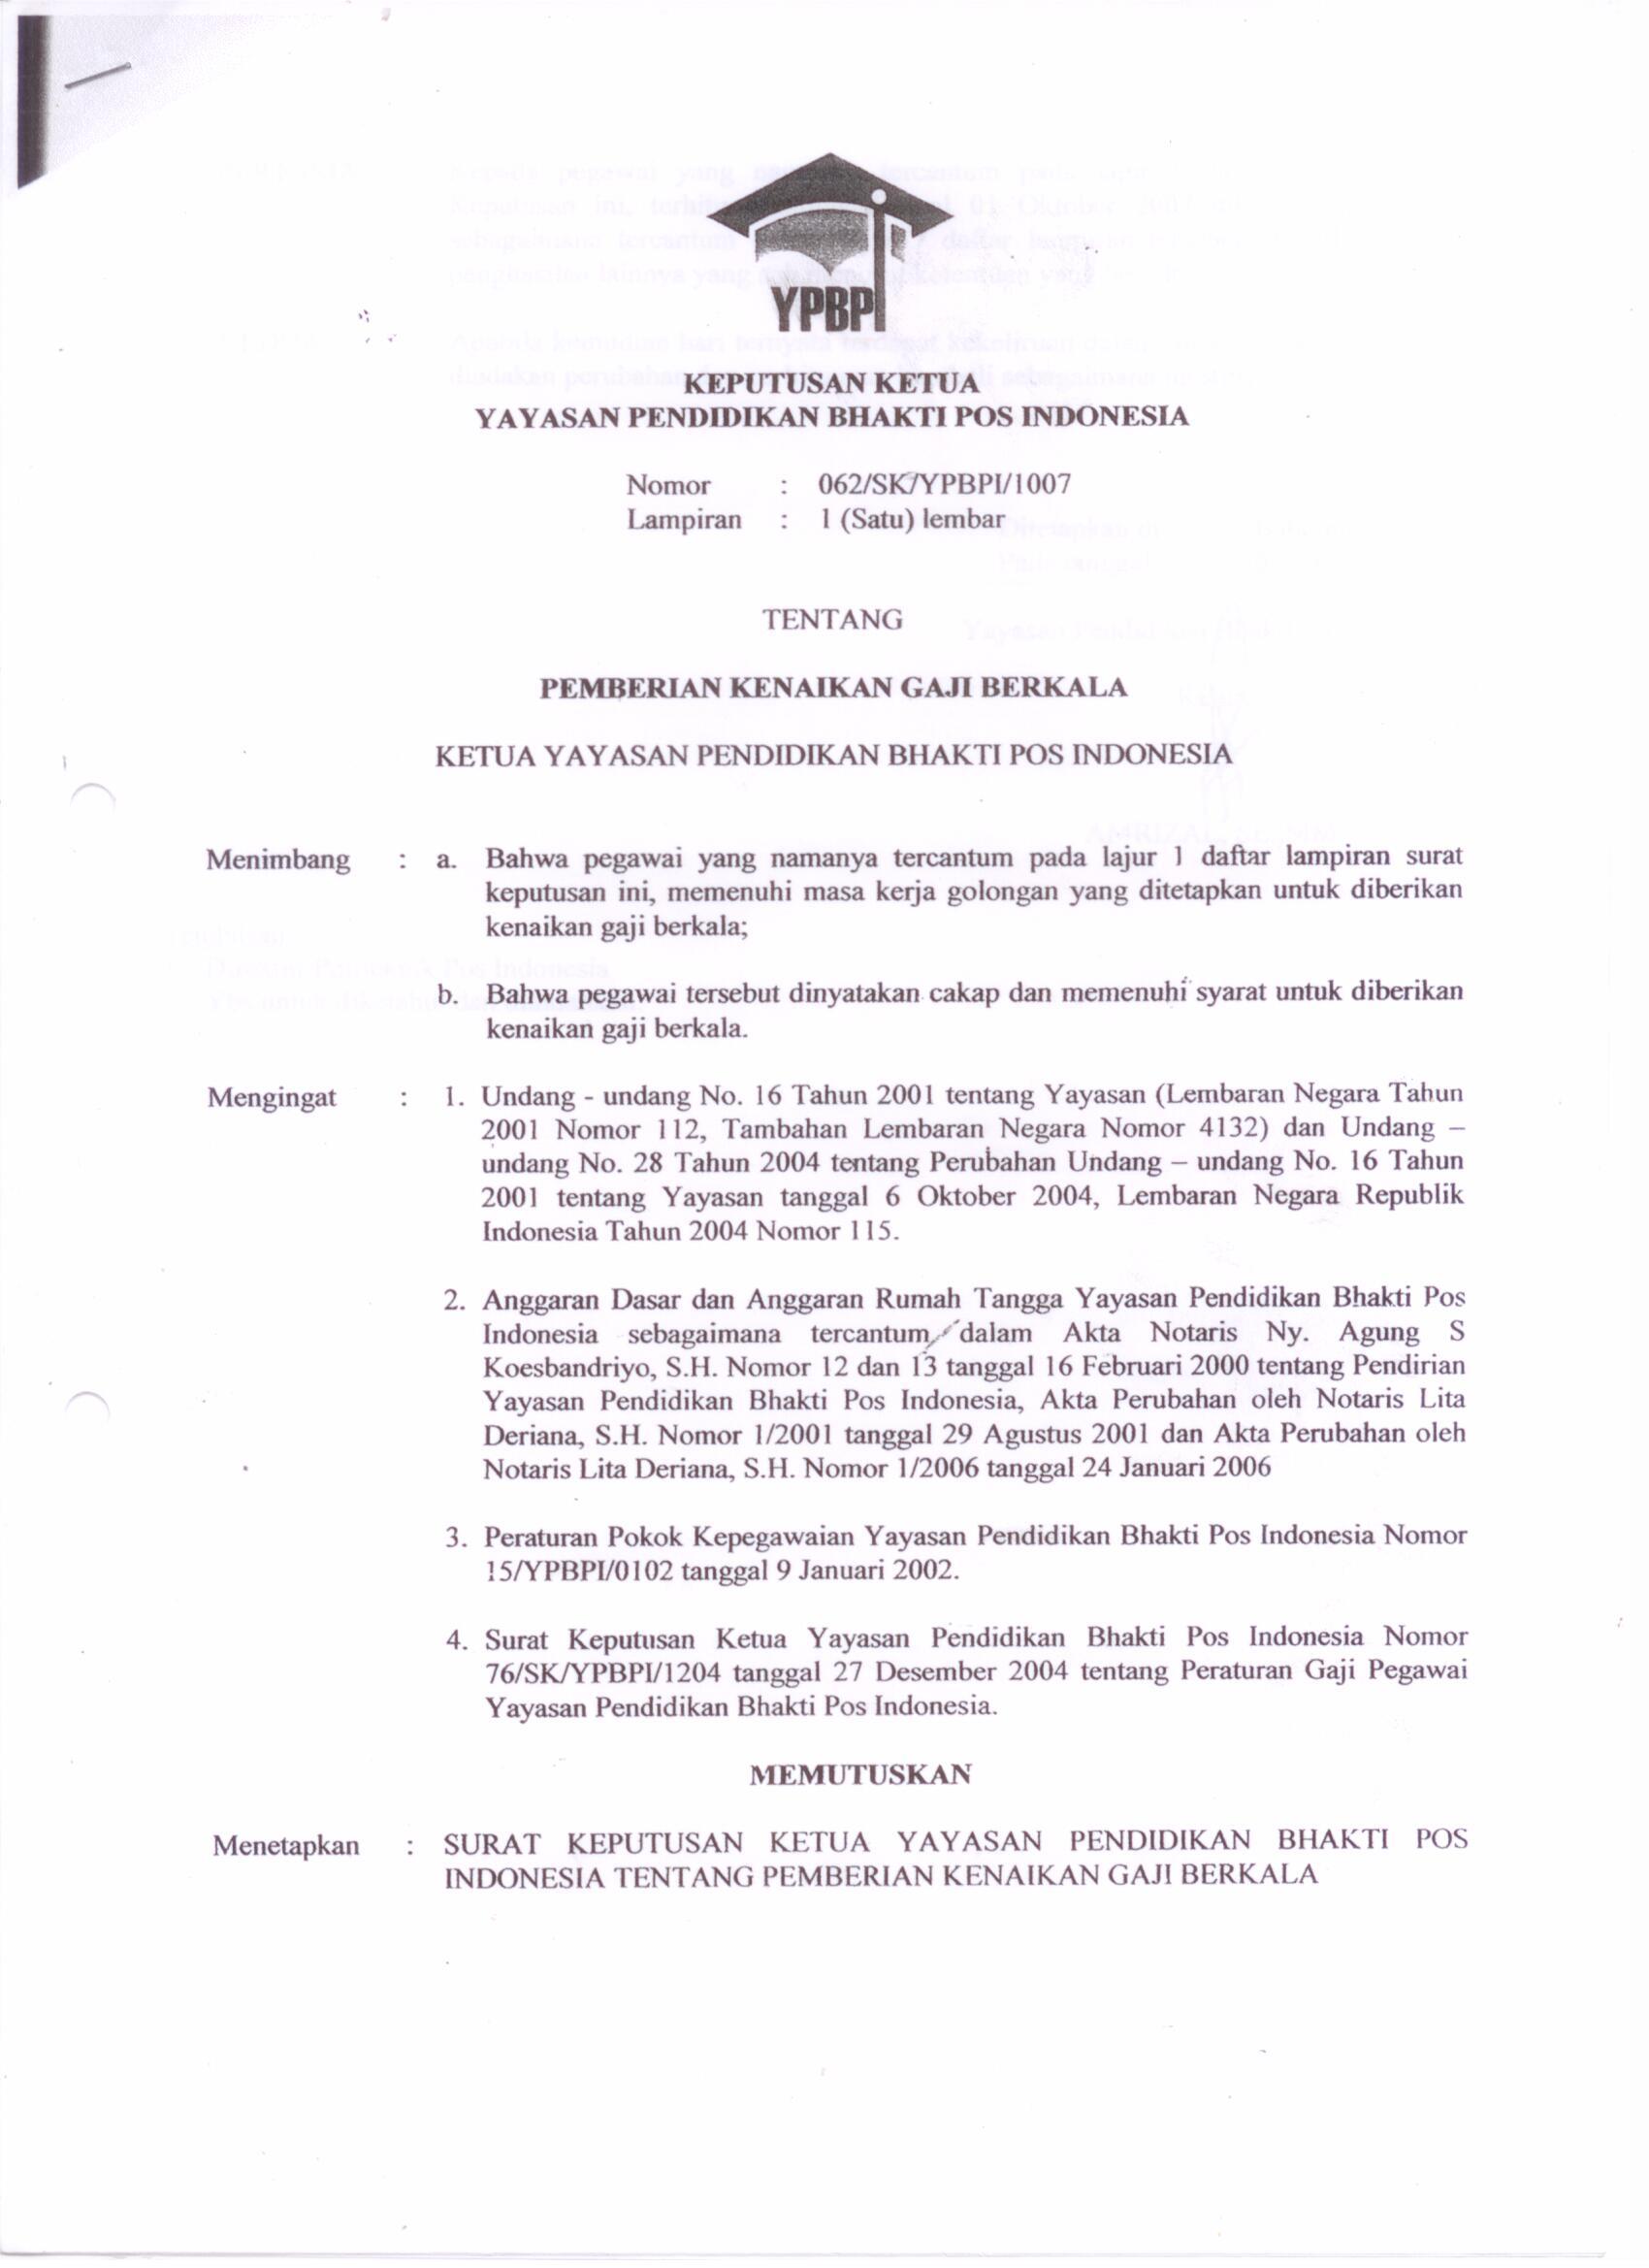 YPBPI
KEPUTUSAN KETUA
YAYASAN PENDIDIKAN BHAKTI POS INDONESIA
Nomor : 062/SK/YPBPI/1007
Lampiran : 1 (Satu) lembar
TENTANG
PEMBERIAN KENAIKAN GAJI BERKALA
KETUA YAYASAN PENDIDIKAN BHAKTI POS INDONESIA
Menimbang : a. Bahwa pegawai yang namanya tercantum pada lajur 1 daftar lampiran surat
keputusan ini, memenuhi masa kerja golongan yang ditetapkan untuk diberikan
kenaikan gaji berkala;
b. Bahwa pegawai tersebut dinyatakan cakap dan memenuhi syarat untuk diberikan
kenaikan gaji berkala.
Mengingat : 1. Undang - undang No. 16 Tahun 2001 tentang Yayasan (Lembaran Negara Tahun
2001 Nomor 112, Tambahan Lembaran Negara Nomor 4132) dan Undang –
undang No. 28 Tahun 2004 tentang Perubahan Undang – undang No. 16 Tahun
2001 tentang Yayasan tanggal 6 Oktober 2004, Lembaran Negara Republik
Indonesia Tahun 2004 Nomor 115.
2. Anggaran Dasar dan Anggaran Rumah Tangga Yayasan Pendidikan Bhakti Pos
Indonesia sebagaimana tercantum dalam Akta Notaris Ny. Agung S
Koesbandriyo, S.H. Nomor 12 dan 13 tanggal 16 Februari 2000 tentang Pendirian
Yayasan Pendidikan Bhakti Pos Indonesia, Akta Perubahan oleh Notaris Lita
Deriana, S.H. Nomor 1/2001 tanggal 29 Agustus 2001 dan Akta Perubahan oleh
Notaris Lita Deriana, S.H. Nomor 1/2006 tanggal 24 Januari 2006
3. Peraturan Pokok Kepegawaian Yayasan Pendidikan Bhakti Pos Indonesia Nomor
15/YPBPI/0102 tanggal 9 Januari 2002.
4. Surat Keputusan Ketua Yayasan Pendidikan Bhakti Pos Indonesia Nomor
76/SK/YPBPI/1204 tanggal 27 Desember 2004 tentang Peraturan Gaji Pegawai
Yayasan Pendidikan Bhakti Pos Indonesia.
MEMUTUSKAN
Menetapkan : SURAT KEPUTUSAN KETUA YAYASAN PENDIDIKAN BHAKTI POS
INDONESIA TENTANG PEMBERIAN KENAIKAN GAJI BERKALA